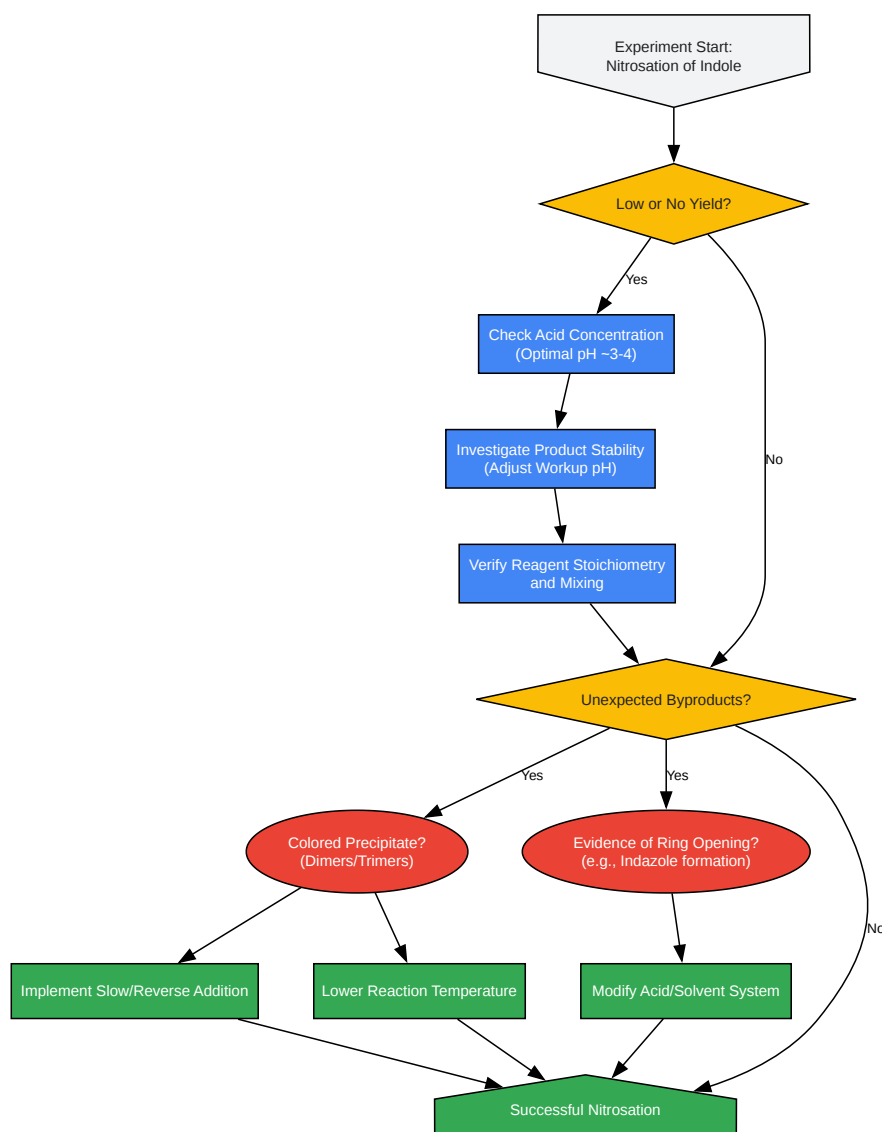 Experiment Start:
Nitrosation of Indole
Low or No Yield?
Yes
Check Acid Concentration
(Optimal pH ~3-4)
Investigate Product Stability
(Adjust Workup pH)
No
Verify Reagent Stoichiometry
and Mixing
Unexpected Byproducts?
Yes
Yes
Colored Precipitate?
(Dimers/Trimers)
Evidence of Ring Opening?
(e.g., Indazole formation)
No
Implement Slow/Reverse Addition
Lower Reaction Temperature
Modify Acid/Solvent System
Successful Nitrosation